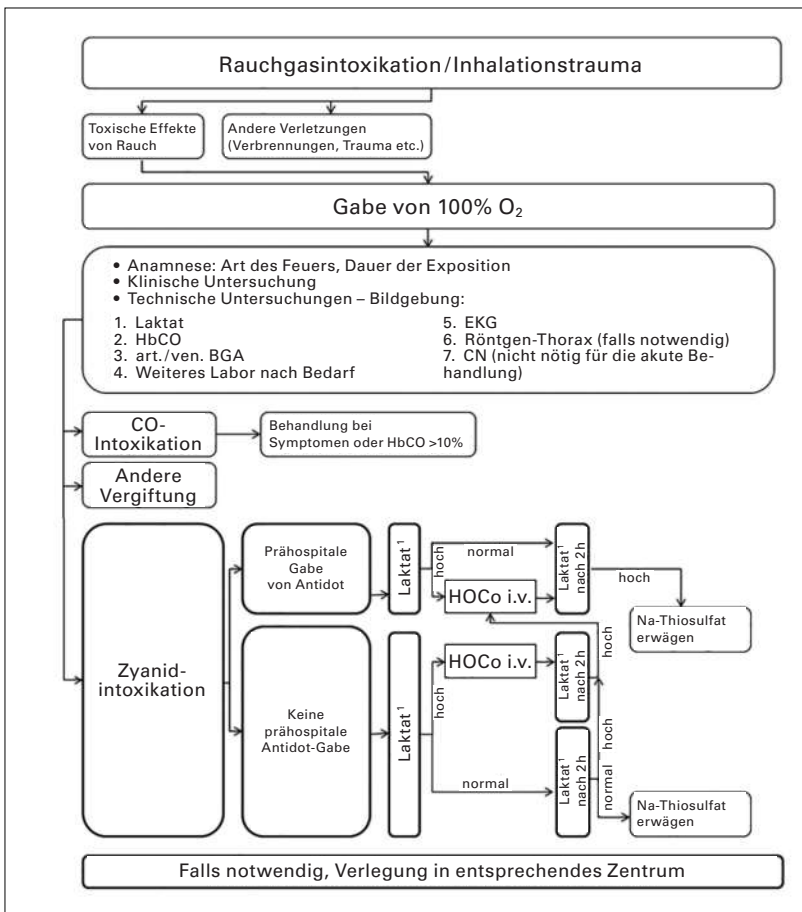 Rauchgasintoxikation/Inhalationstrauma
Toxische Effekte
von Rauch
Andere Verletzungen
(Verbrennungen, Trauma etc.)
Gabe von 100% O₂
• Anamnese: Art des Feuers, Dauer der Exposition
• Klinische Untersuchung
• Technische Untersuchungen – Bildgebung:
1. Laktat
2. HbCO
3. art./ven. BGA
4. Weiteres Labor nach Bedarf
5. EKG
6. Röntgen-Thorax (falls notwendig)
7. CN (nicht nötig für die akute Be-
handlung)
CO-
Intoxikation
Behandlung bei
Symptomen oder HbCO >10%
Andere
Vergiftung
Zyanid-
intoxikation
Prähospitale
Gabe
von Antidot
Laktat¹
hoch
normal
HOCo i.v.
Laktat¹
nach 2h
hoch
Na-Thiosulfat
erwägen
Keine
prähospitale
Antidot-Gabe
Laktat¹
hoch
HOCo i.v.
normal
Laktat¹
nach 2h
hoch
Laktat¹
nach 2h
hoch
normal
Na-Thiosulfat
erwägen
Falls notwendig, Verlegung in entsprechendes Zentrum